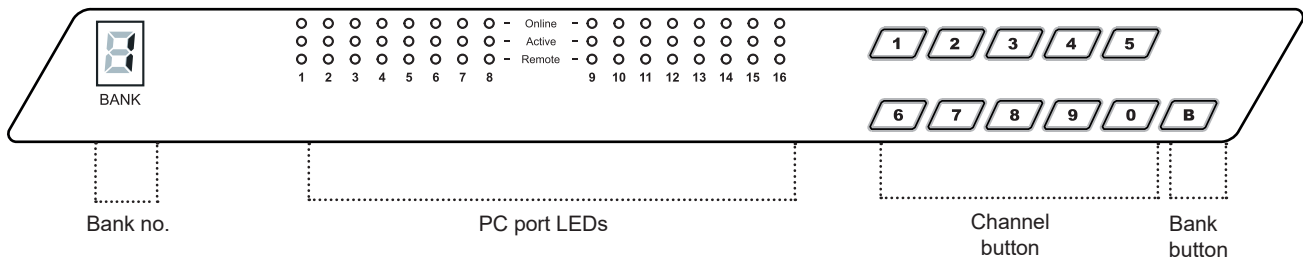 1
BANK
Online
Active
Remote
1 2 3 4 5 6 7 8 9 10 11 12 13 14 15 16
1 2 3 4 5
6 7 8 9 0 B
Bank no.
PC port LEDs
Channel
button
Bank
button